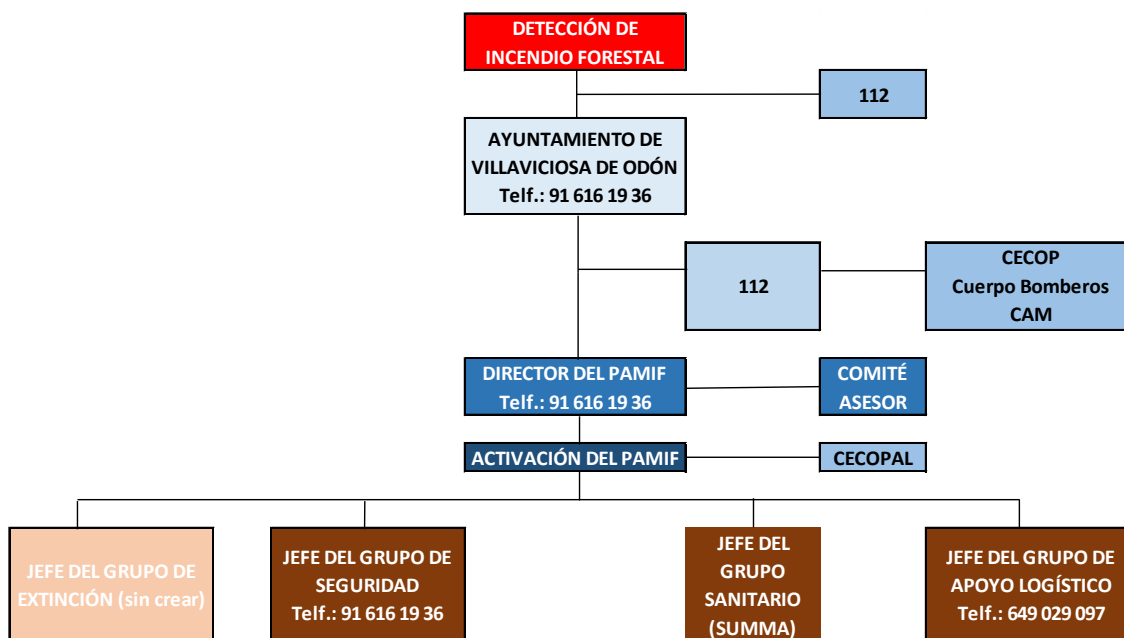 DETECCIÓN DE
INCENDIO FORESTAL
112
AYUNTAMIENTO DE
VILLAVICIOSA DE ODÓN
Telf.: 91 616 19 36
112
CECOP
Cuerpo Bomberos
CAM
DIRECTOR DEL PAMIF
Telf.: 91 616 19 36
COMITÉ
ASESOR
ACTIVACIÓN DEL PAMIF
CECOPAL
JEFE DEL GRUPO DE
EXTINCIÓN (sin crear)
JEFE DEL GRUPO DE
SEGURIDAD
Telf.: 91 616 19 36
JEFE DEL
GRUPO
SANITARIO
(SUMMA)
JEFE DEL GRUPO DE
APOYO LOGÍSTICO
Telf.: 649 029 097